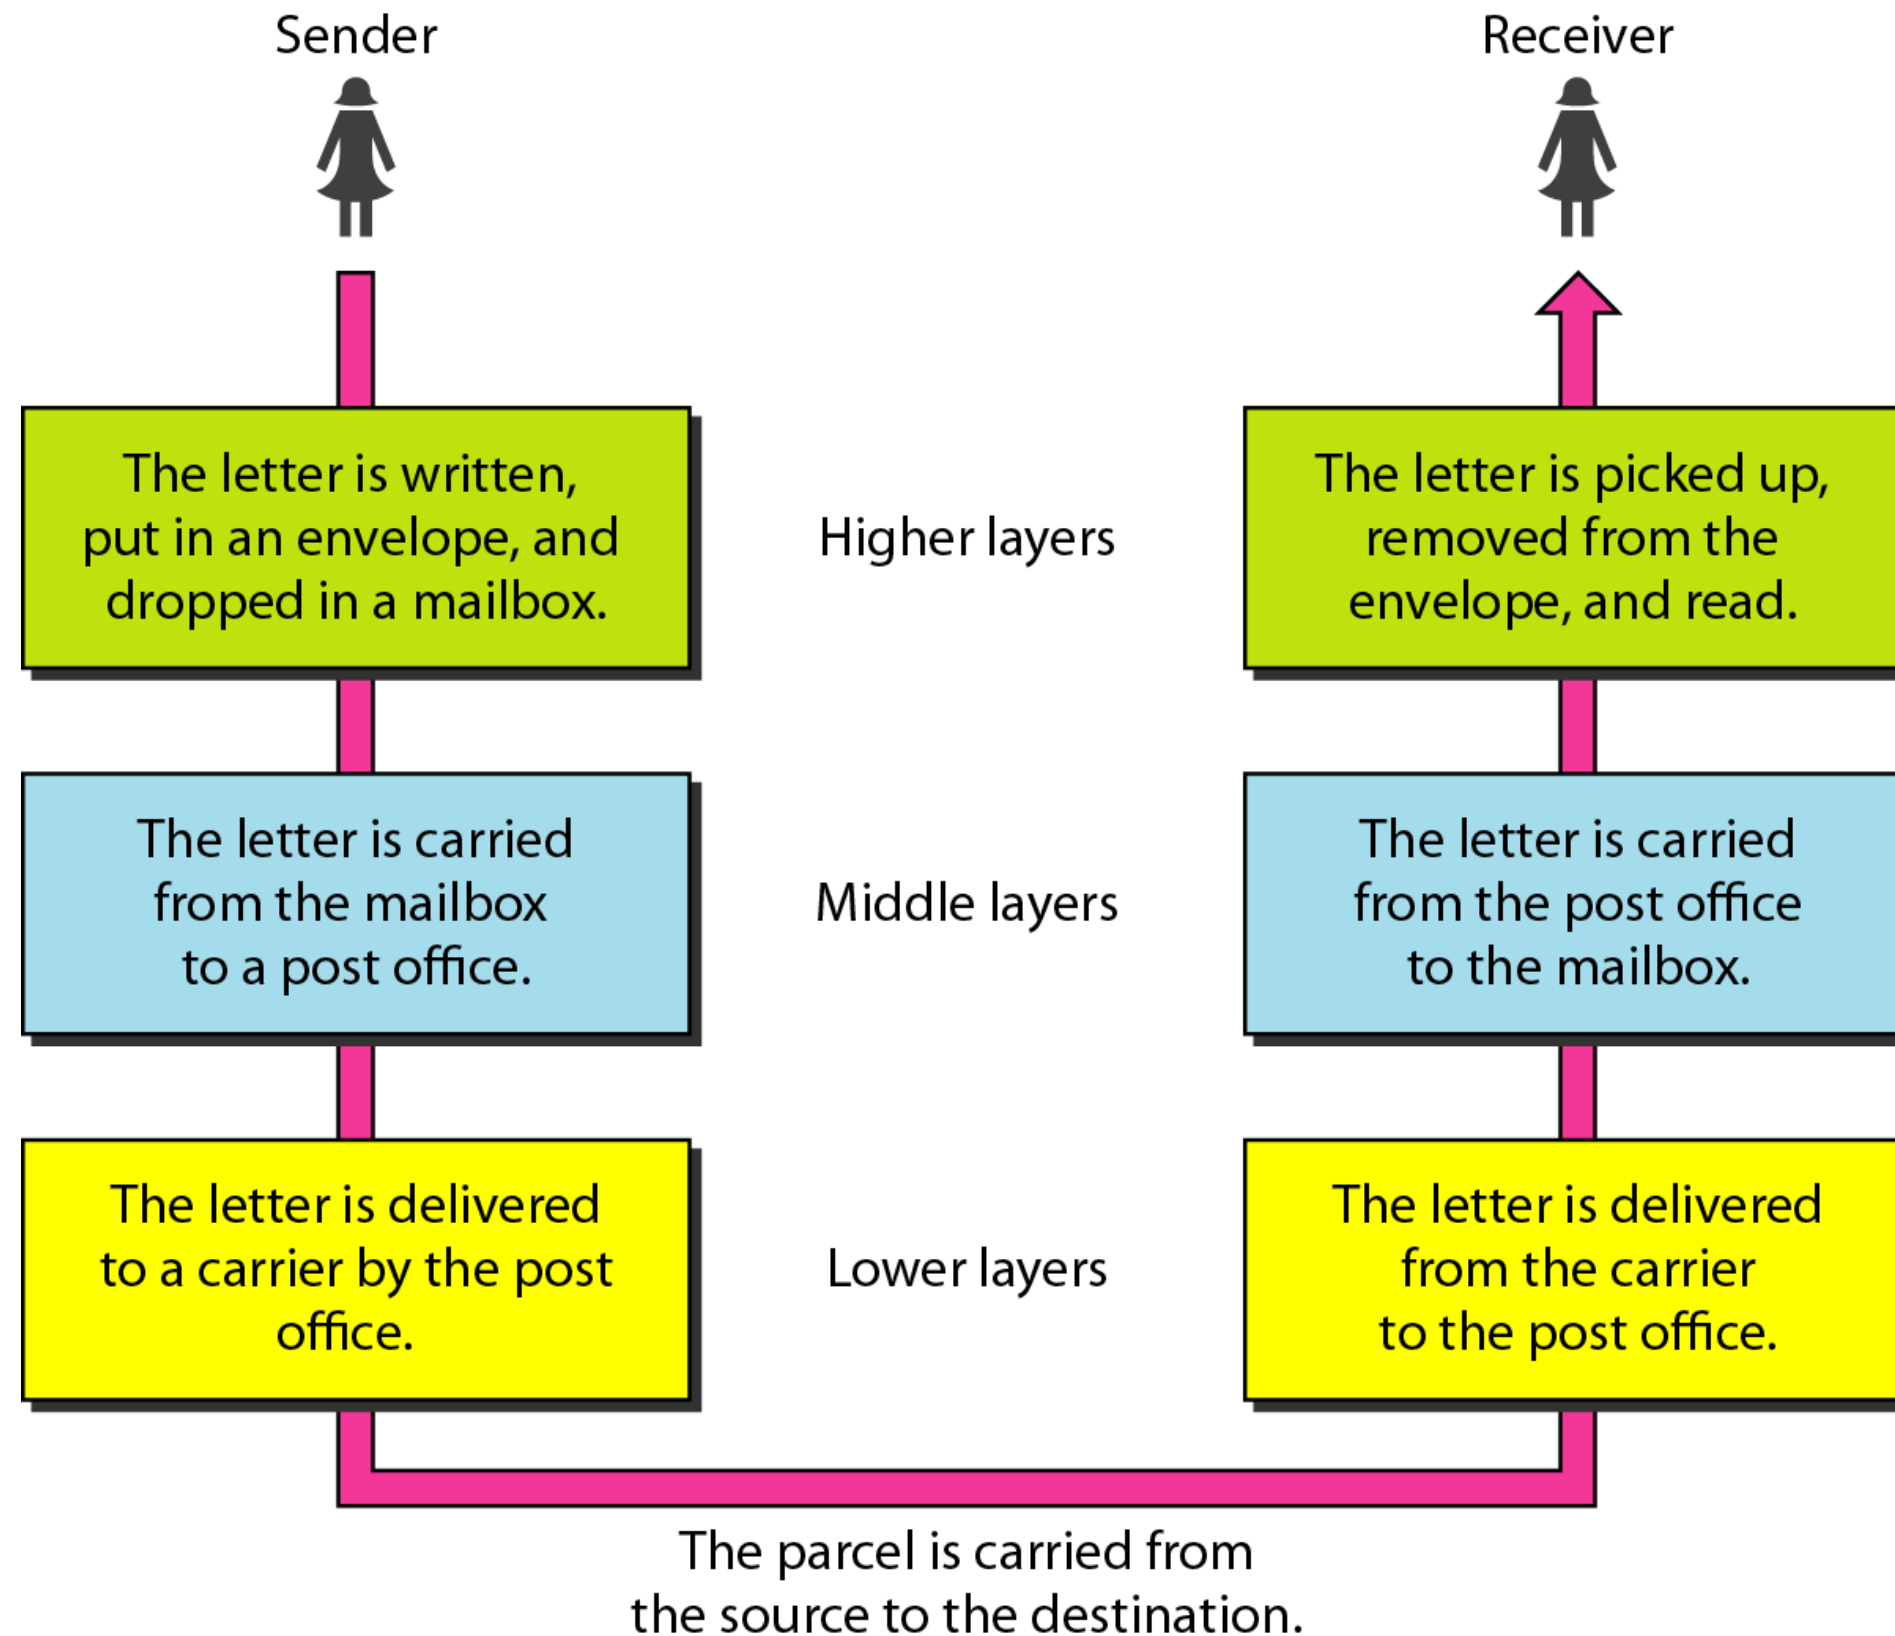 Sender
Receiver
The letter is written,
put in an envelope, and
dropped in a mailbox.
Higher layers
The letter is picked up,
removed from the
envelope, and read.
The letter is carried
from the mailbox
to a post office.
Middle layers
The letter is carried
from the post office
to the mailbox.
The letter is delivered
to a carrier by the post
office.
Lower layers
The letter is delivered
from the carrier
to the post office.
The parcel is carried from
the source to the destination.